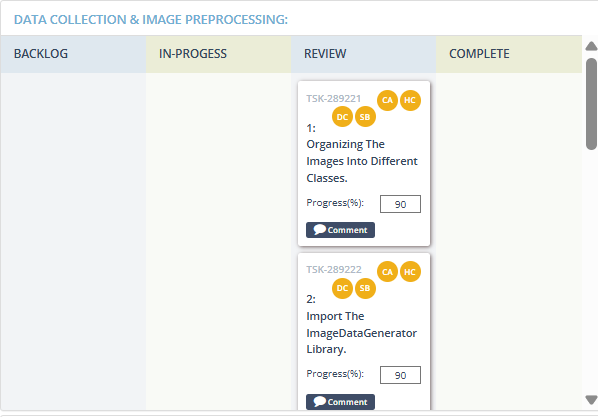 DATA COLLECTION & IMAGE PREPROCESSING:
BACKLOG IN-PROGESS REVIEW COMPLETE
TSK-289221 CA HC
DC SB
1:
Organizing The
Images Into Different
Classes.
Progress(%): 90
Comment
TSK-289222 CA HC
DC SB
2:
Import The
ImageDataGenerator
Library.
Progress(%): 90
Comment